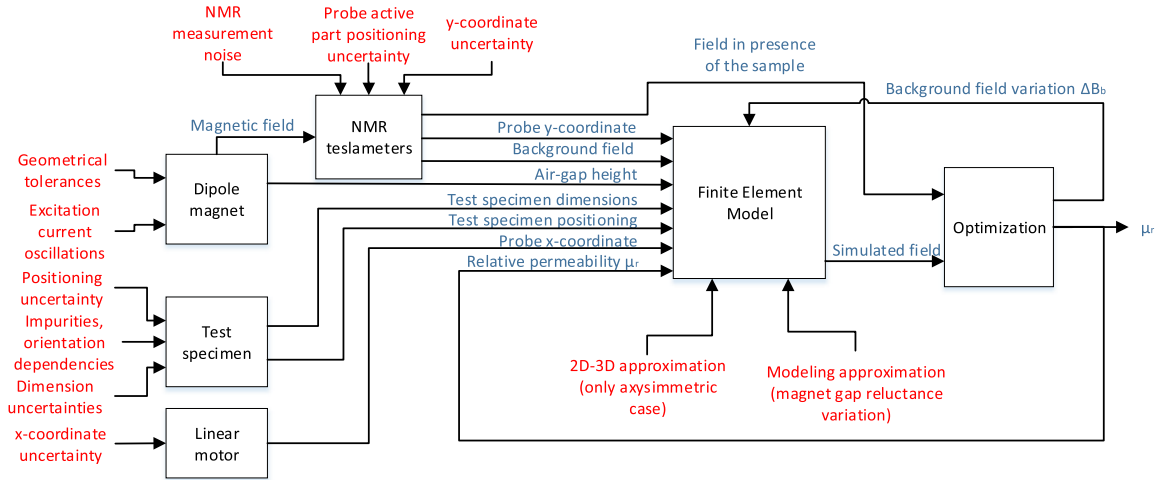 NMR
measurement
noise
Probe active
part positioning
uncertainty
y-coordinate
uncertainty
Field in presence
of the sample
Background field variation ΔBb
Magnetic field
NMR
teslameters
Probe y-coordinate
Background field
Air-gap height
Geometrical
tolerances
Dipole
magnet
Excitation
current
oscillations
Test specimen dimensions
Test specimen positioning
Probe x-coordinate
Relative permeability μr
Finite Element
Model
Optimization
μr
Simulated field
Positioning
uncertainty
Impurities,
orientation
dependencies
Dimension
uncertainties
Test
specimen
2D-3D approximation
(only axysimmetric
case)
Modeling approximation
(magnet gap reluctance
variation)
x-coordinate
uncertainty
Linear
motor